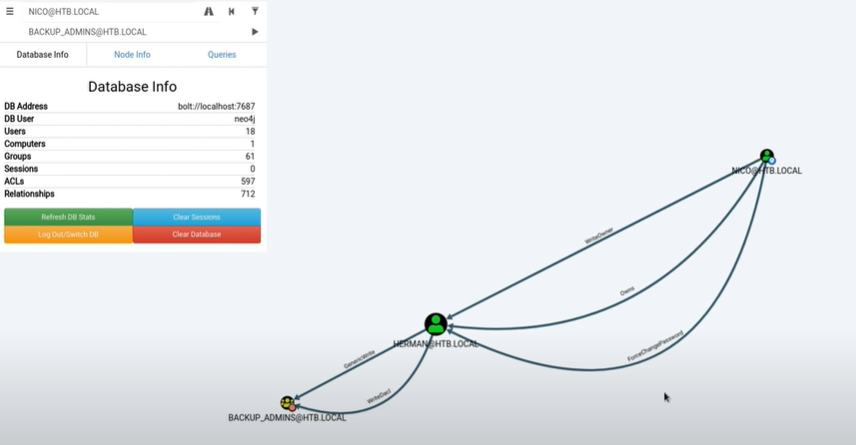 NICO@HTB.LOCAL
BACKUP_ADMINS@HTB.LOCAL
Database Info Node Info Queries
Database Info
DB Address bolt://localhost:7687
DB User neo4j
Users 18
Computers 1
Groups 61
Sessions 0
ACLs 597
Relationships 712
Refresh DB Stats Clear Sessions
Log Out/Switch DB Clear Database
NICO@HTB.LOCAL
WriteOwner
Owns
ForceChangePassword
HERMAN@HTB.LOCAL
GenericWrite
WriteDacl
BACKUP_ADMINS@HTB.LOCAL